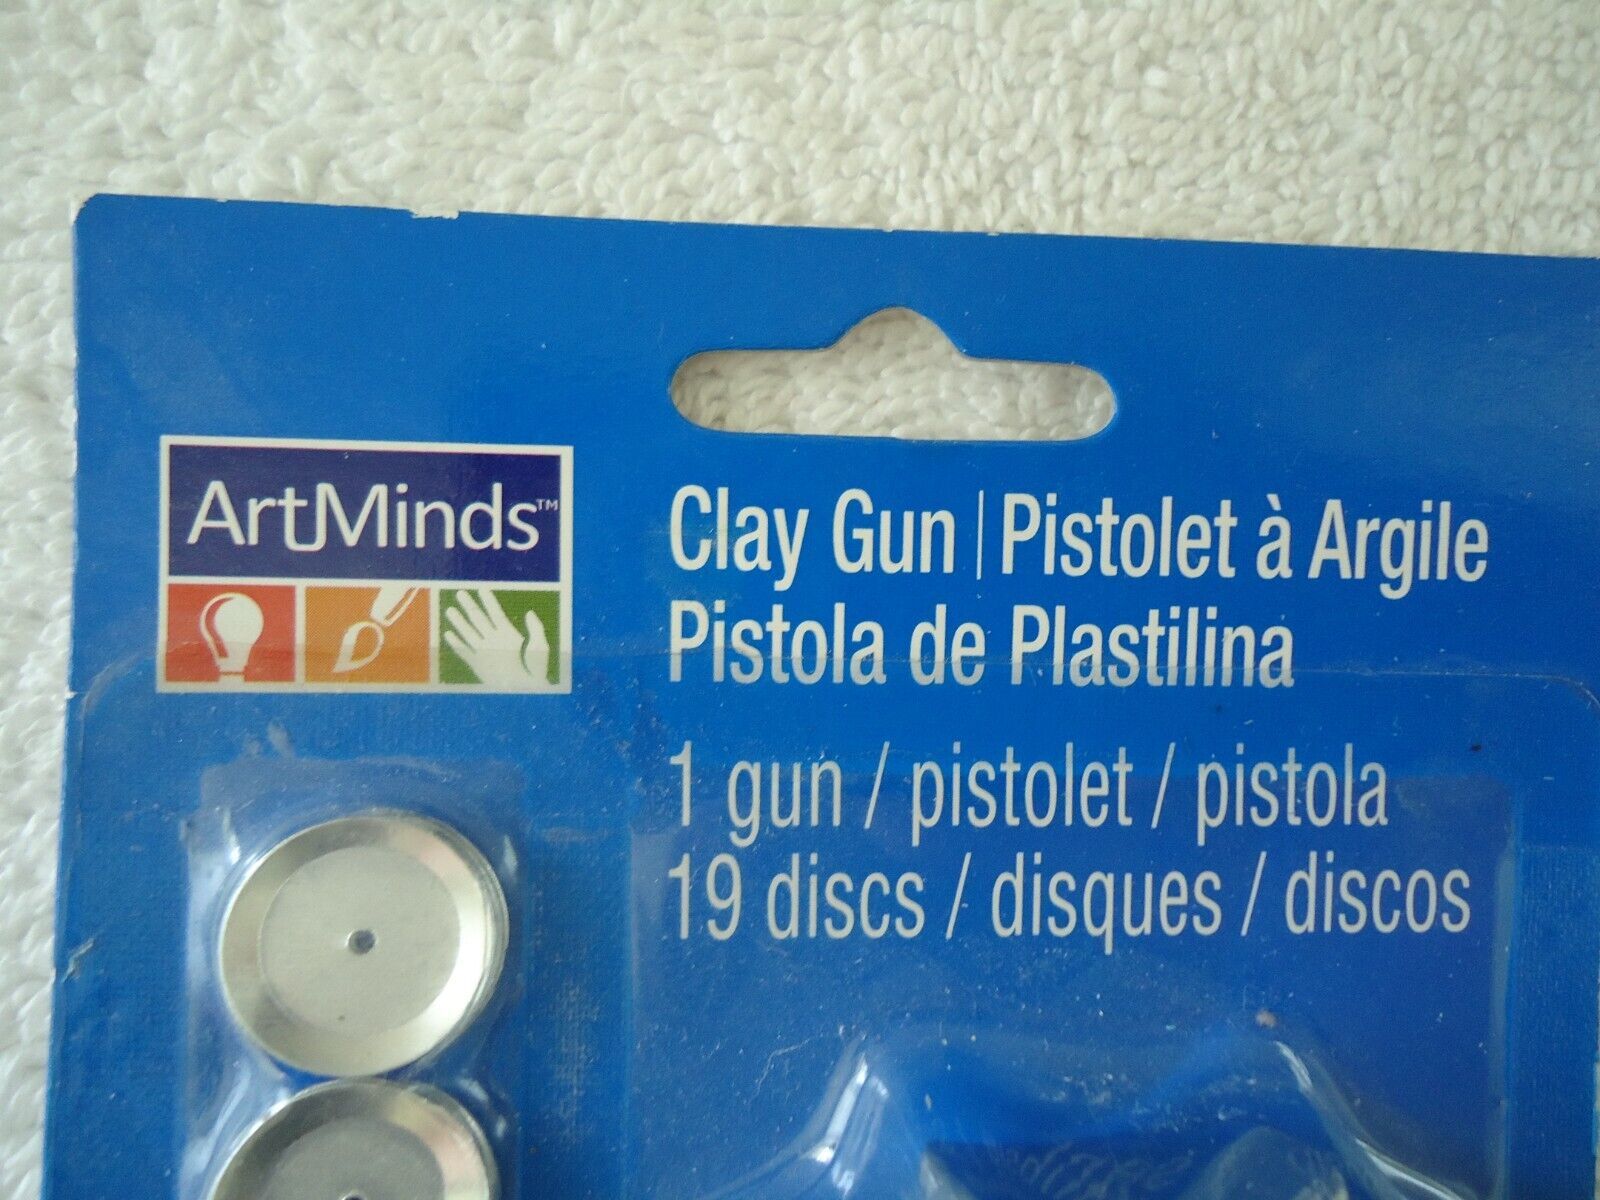 ArtMinds™
Clay Gun | Pistolet à Argile
Pistola de Plastilina
1 gun / pistolet / pistola
19 discs / disques / discos